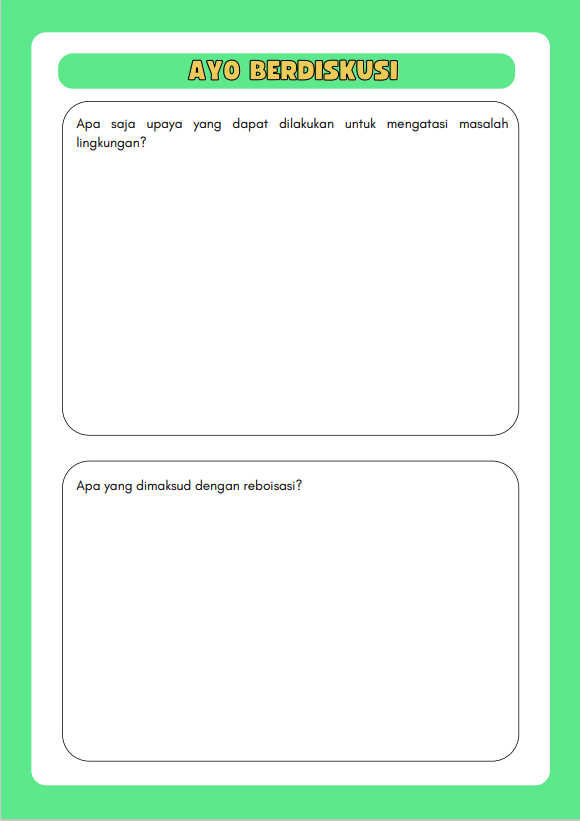 AYO BERDISKUSI
Apa saja upaya yang dapat dilakukan untuk mengatasi masalah
lingkungan?
Apa yang dimaksud dengan reboisasi?